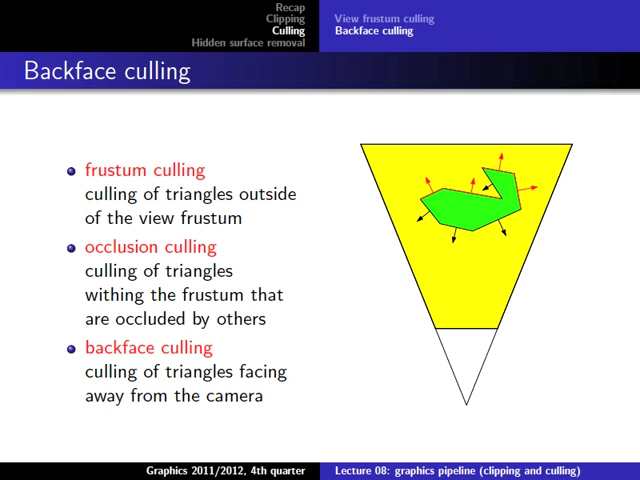 Recap
Clipping
Culling
Hidden surface removal
View frustum culling
Backface culling
Backface culling
frustum culling
culling of triangles outside
of the view frustum
occlusion culling
culling of triangles
withing the frustum that
are occluded by others
backface culling
culling of triangles facing
away from the camera
Graphics 2011/2012, 4th quarter
Lecture 08: graphics pipeline (clipping and culling)